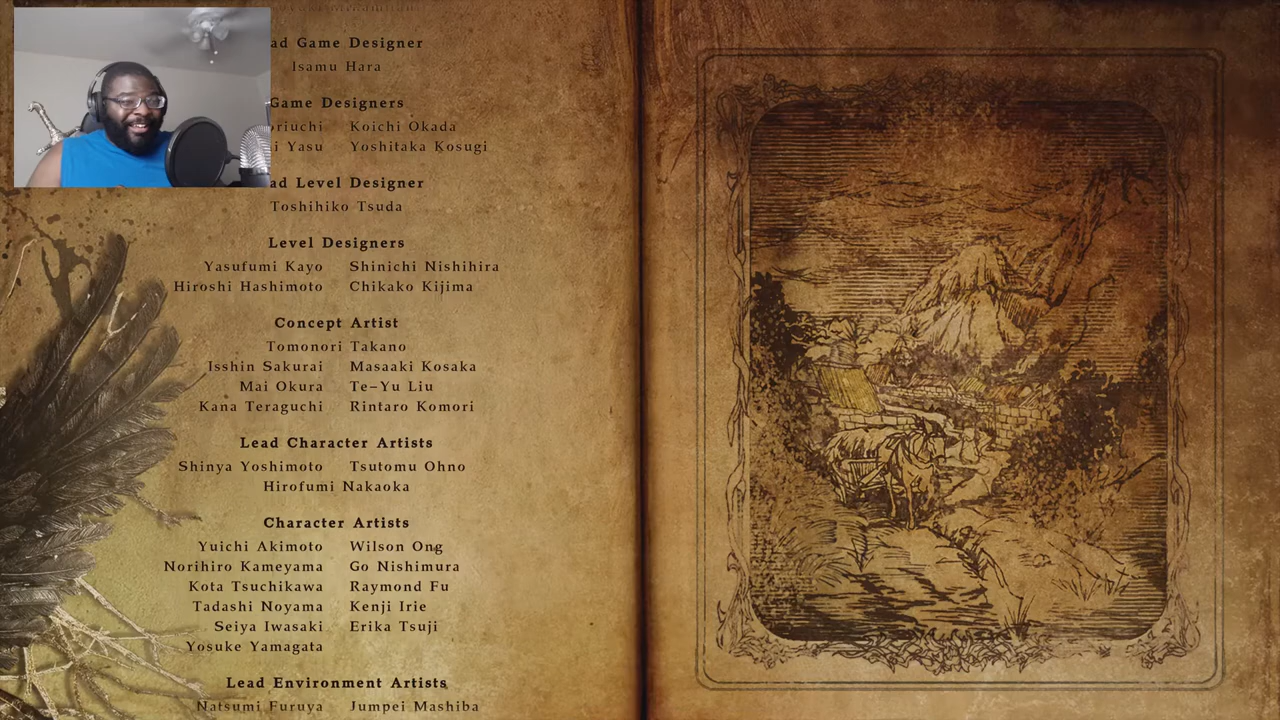 ad Game Designer
Isamu Hara
Game Designers
riuchi Koichi Okada
i Yasu Yoshitaka Kosugi
ad Level Designer
Toshihiko Tsuda
Level Designers
Yasufumi Kayo Shinichi Nishihira
Hiroshi Hashimoto Chikako Kijima
Concept Artist
Tomonori Takano
Isshin Sakurai Masaaki Kosaka
Mai Okura Te-Yu Liu
Kana Teraguchi Rintaro Komori
Lead Character Artists
Shinya Yoshimoto Tsutomu Ohno
Hirofumi Nakaoka
Character Artists
Yuichi Akimoto Wilson Ong
Norihiro Kameyama Go Nishimura
Kota Tsuchikawa Raymond Fu
Tadashi Noyama Kenji Irie
Seiya Iwasaki Erika Tsuji
Yosuke Yamagata
Lead Environment Artists
Natsumi Furuya Jumpei Mashiba